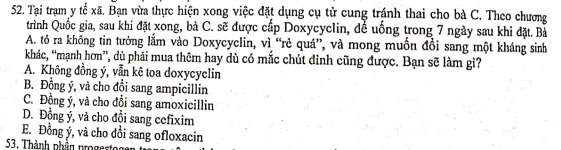 52. Tại trạm y tế xã. Bạn vừa thực hiện xong việc đặt dụng cụ tử cung tránh thai cho bà C. Theo chương
trình Quốc gia, sau khi đặt xong, bà C. sẽ được cấp Doxycyclin, để uống trong 7 ngày sau khi đặt. Bà
A. tỏ ra không tin tưởng lắm vào Doxycyclin, vì “rẻ quá”, và mong muốn đổi sang một kháng sinh
khác, “mạnh hơn”, dù phải mua thêm hay dù có mắc chút đỉnh cũng được. Bạn sẽ làm gì?
A. Không đồng ý, vẫn kê toa doxycyclin
B. Đồng ý, và cho đổi sang ampicillin
C. Đồng ý, và cho đổi sang amoxicillin
D. Đồng ý, và cho đổi sang cefixim
E. Đồng ý, và cho đổi sang ofloxacin
53. Thành phần progestogen